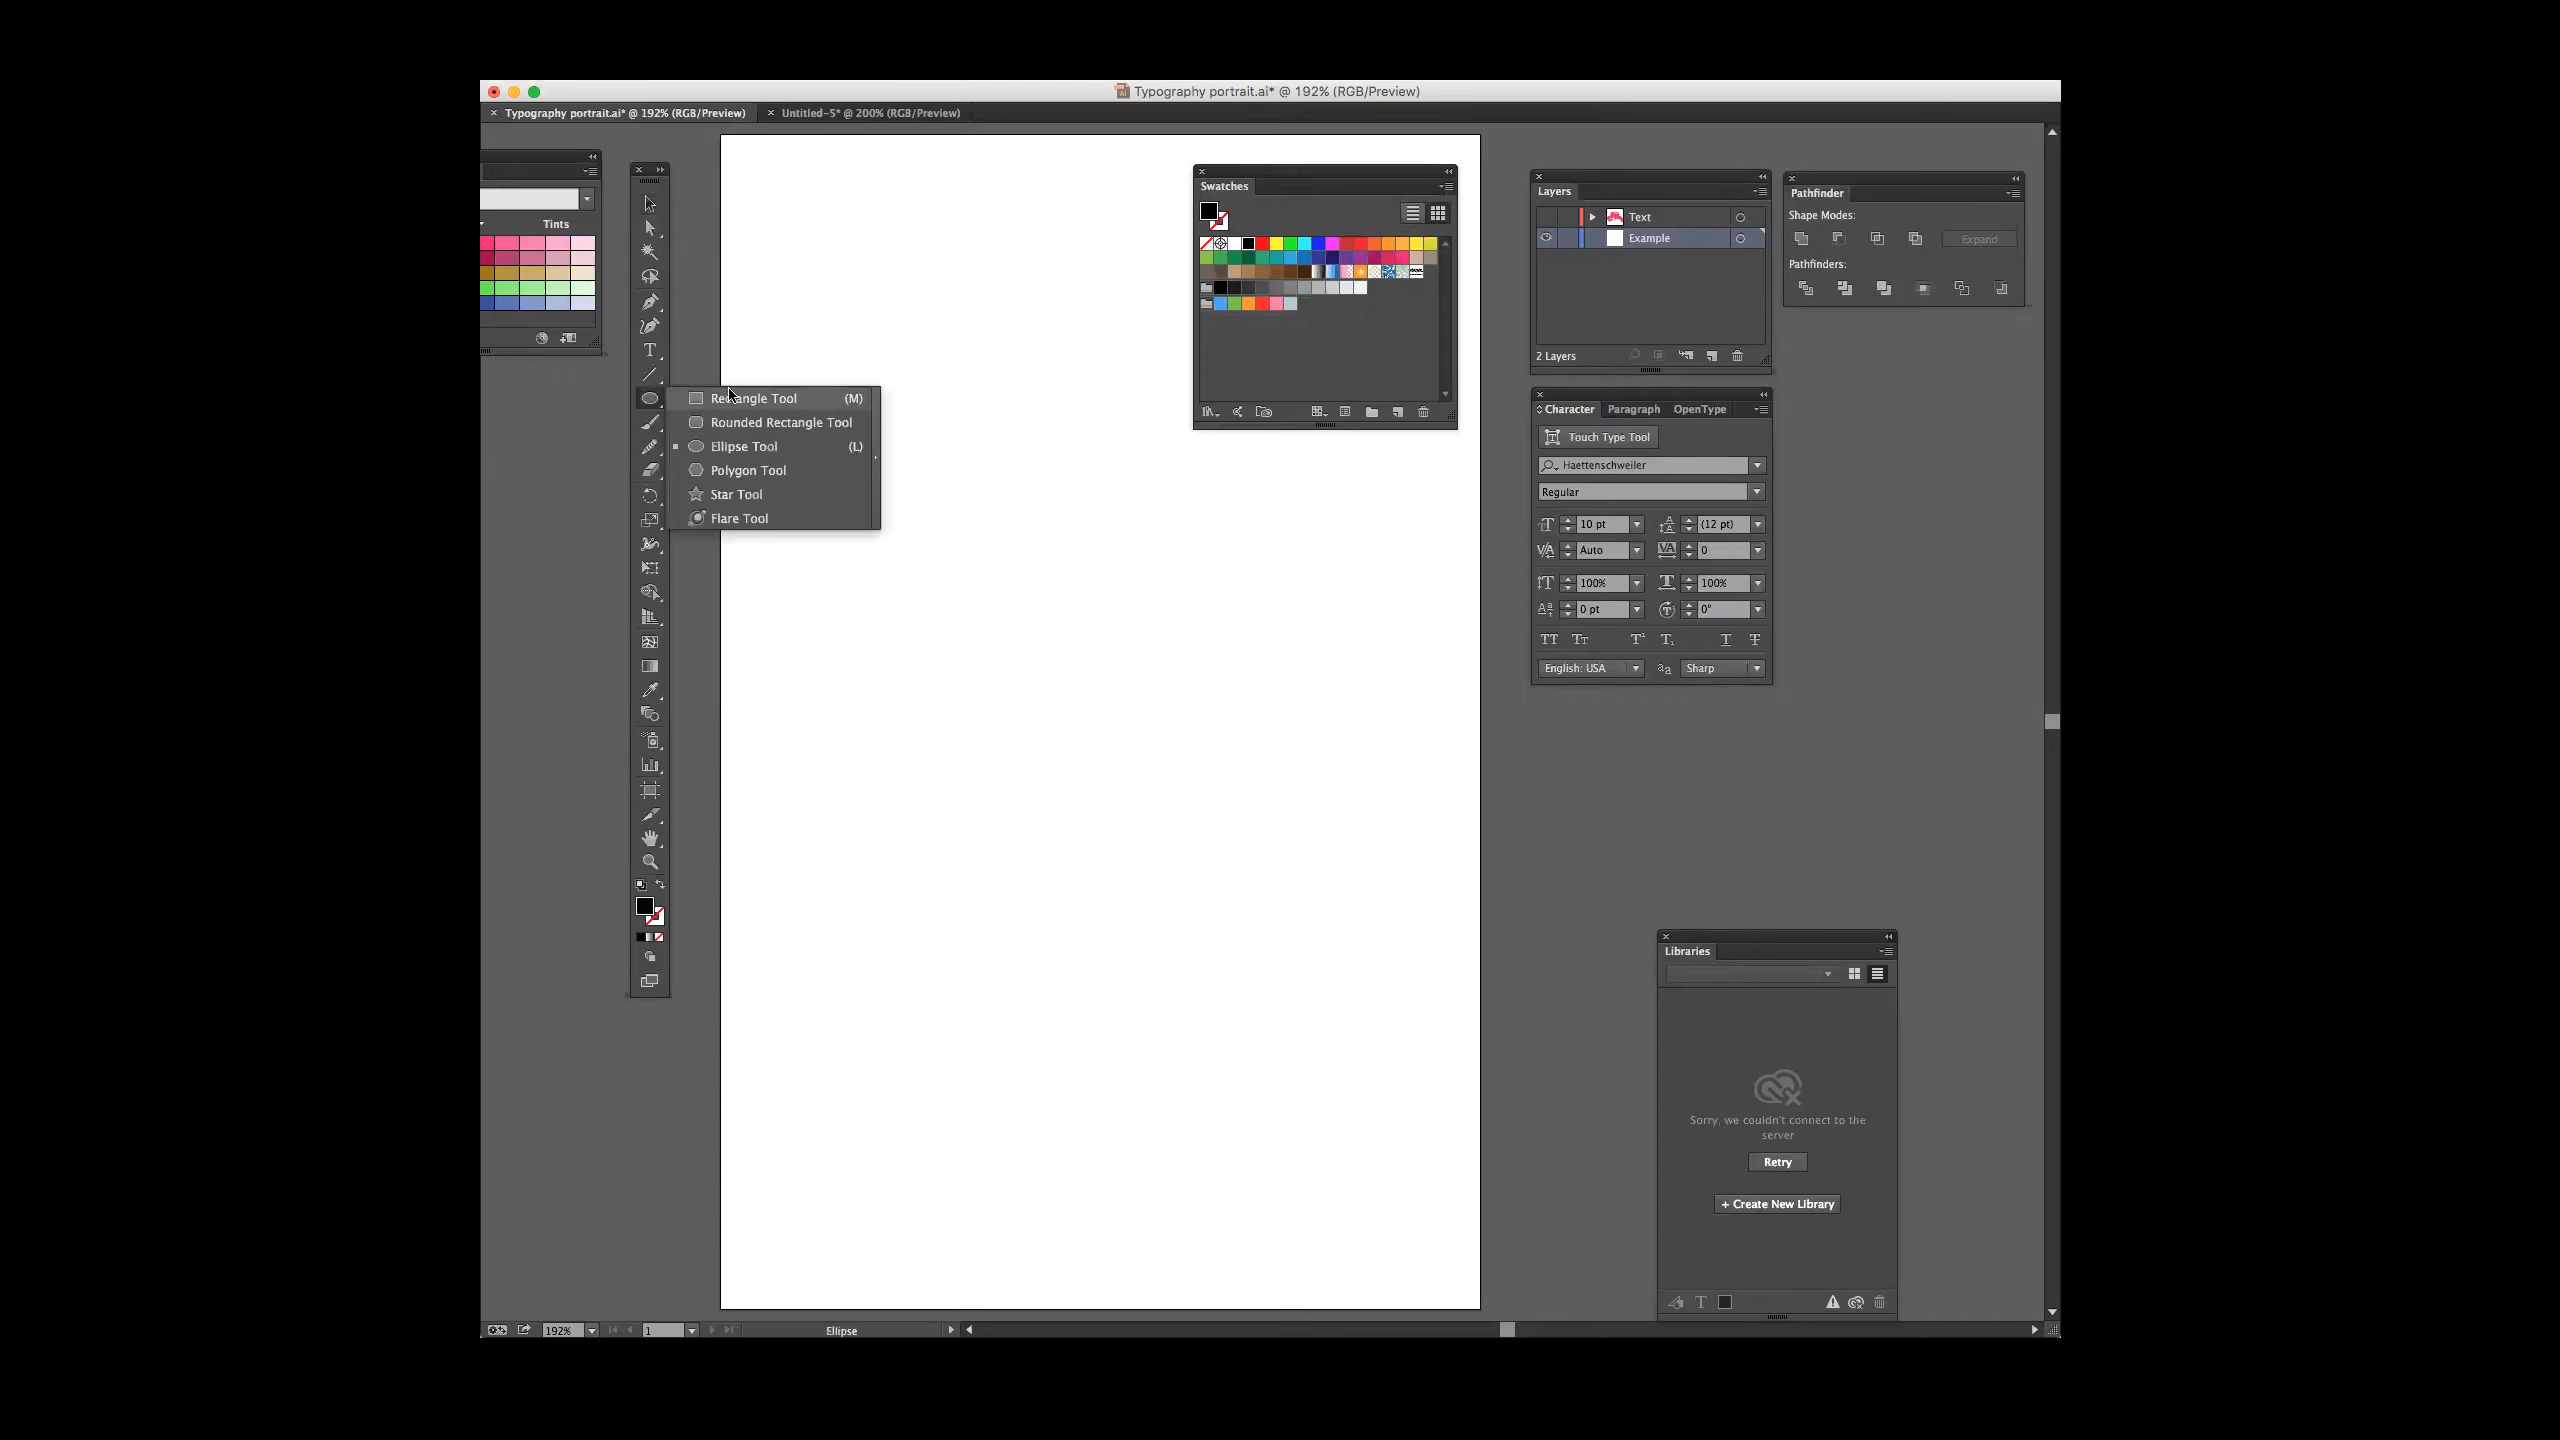 Typography portrait.ai* @ 192% (RGB/Preview)
Typography portrait.ai* @ 192% (RGB/Preview)
Untitled-5* @ 200% (RGB/Preview)
Tints
Swatches
Layers
Text
Example
2 Layers
Pathfinder
Shape Modes:
Expand
Pathfinders:
Rectangle Tool (M)
Rounded Rectangle Tool
Ellipse Tool (L)
Polygon Tool
Star Tool
Flare Tool
Character Paragraph OpenType
Touch Type Tool
Haettenschweiler
Regular
10 pt (12 pt)
Auto 0
100% 100%
0 pt 0°
English: USA Sharp
Libraries
Sorry, we couldn't connect to the
server
Retry
+ Create New Library
192% 1 Ellipse